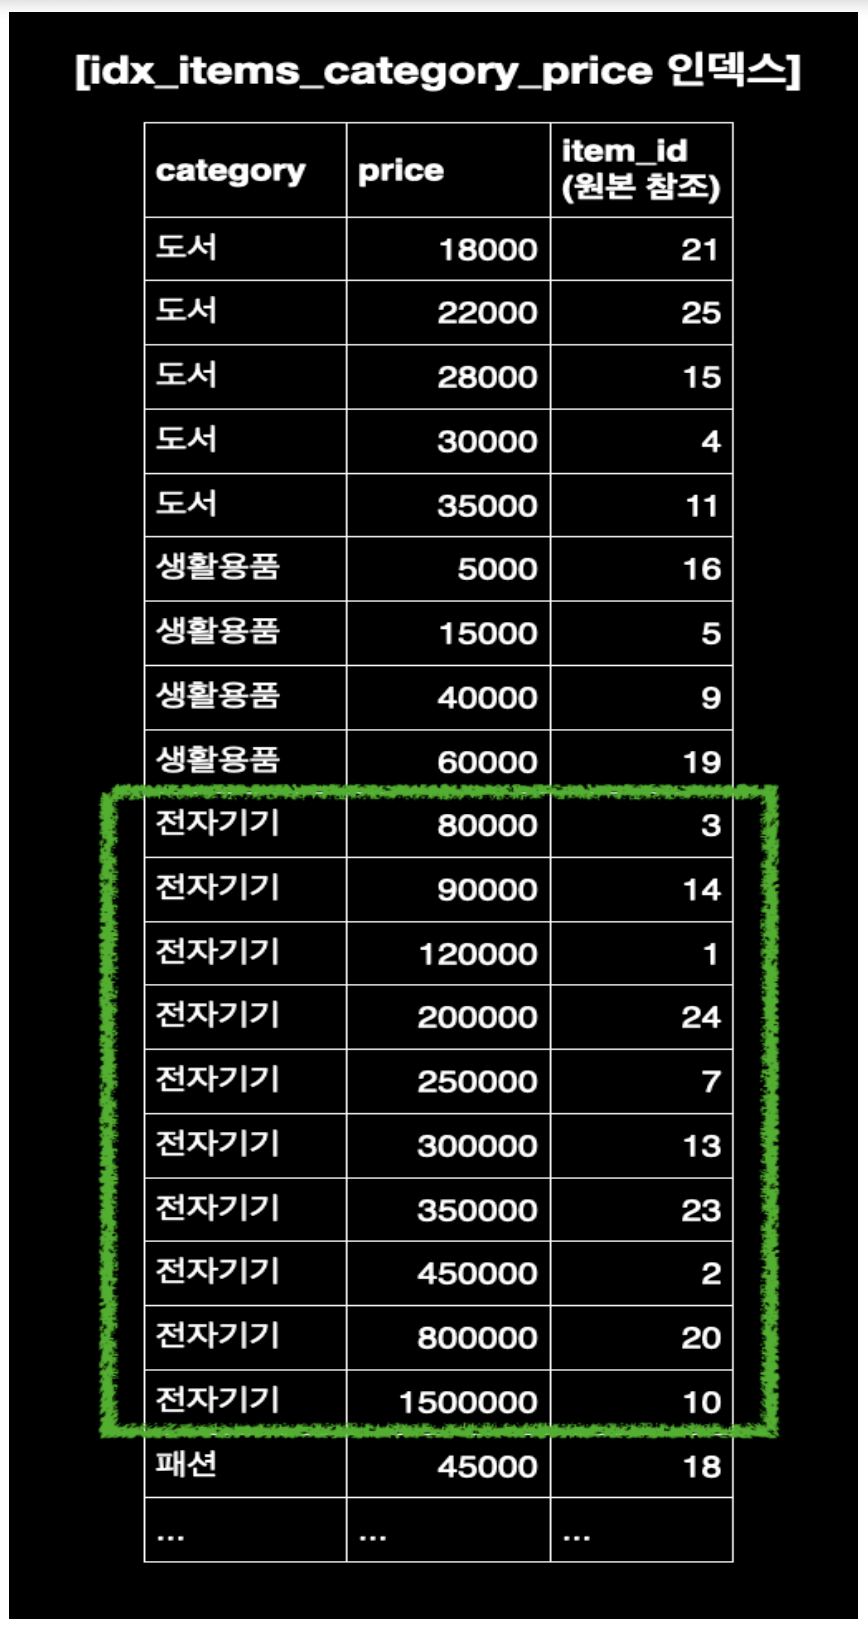 [idx_items_category_price 인덱스]
category price item_id
(원본 참조)
도서 18000 21
도서 22000 25
도서 28000 15
도서 30000 4
도서 35000 11
생활용품 5000 16
생활용품 15000 5
생활용품 40000 9
생활용품 60000 19
전자기기 80000 3
전자기기 90000 14
전자기기 120000 1
전자기기 200000 24
전자기기 250000 7
전자기기 300000 13
전자기기 350000 23
전자기기 450000 2
전자기기 800000 20
전자기기 1500000 10
패션 45000 18
... ... ...